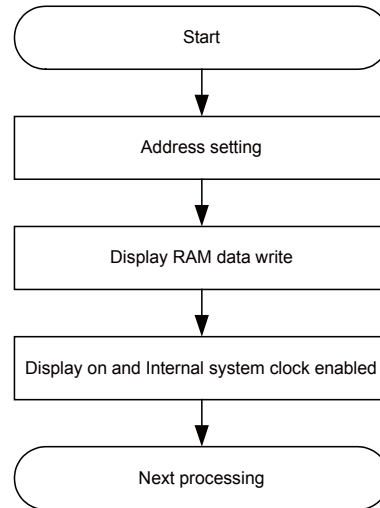 Start
Address setting
Display RAM data write
Display on and Internal system clock enabled
Next processing